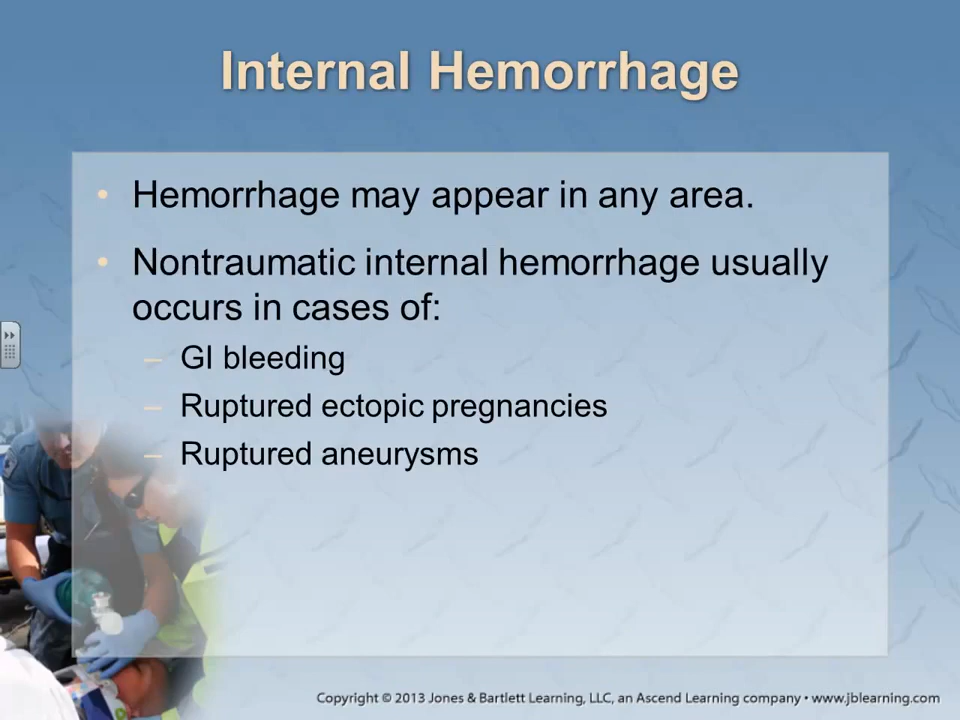 Internal Hemorrhage
• Hemorrhage may appear in any area.
• Nontraumatic internal hemorrhage usually
occurs in cases of:
– GI bleeding
– Ruptured ectopic pregnancies
– Ruptured aneurysms
Copyright © 2013 Jones & Bartlett Learning, LLC, an Ascend Learning company • www.jblearning.com